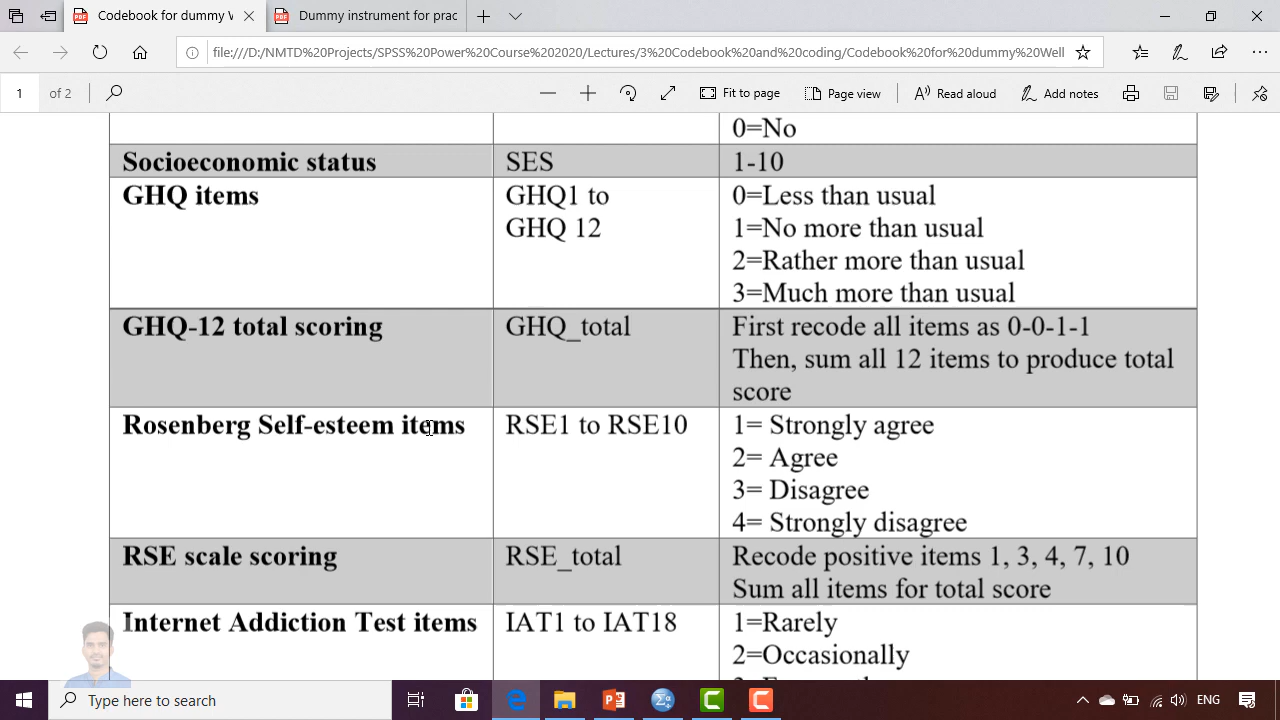 Codebook for dummy W
Dummy instrument for prac
file:///D:/NMTD%20Projects/SPSS%20Power%20Course%202020/Lectures/3%20Codebook%20and%20coding/Codebook%20for%20dummy%20Well
1 of 2
Fit to page
Page view
Read aloud
Add notes
0=No
Socioeconomic status SES 1-10
GHQ items GHQ1 to 0=Less than usual
GHQ 12 1=No more than usual
2=Rather more than usual
3=Much more than usual
GHQ-12 total scoring GHQ_total First recode all items as 0-0-1-1
Then, sum all 12 items to produce total
score
Rosenberg Self-esteem items RSE1 to RSE10 1= Strongly agree
2= Agree
3= Disagree
4= Strongly disagree
RSE scale scoring RSE_total Recode positive items 1, 3, 4, 7, 10
Sum all items for total score
Internet Addiction Test items IAT1 to IAT18 1=Rarely
2=Occasionally
Type here to search
ENG